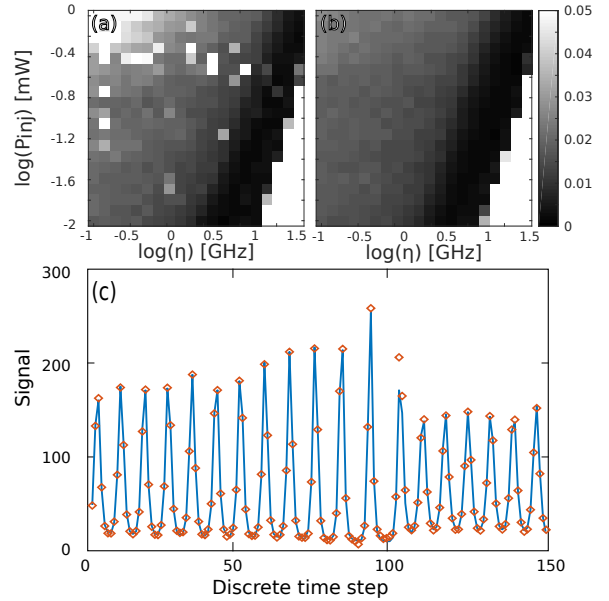 (a) (b)
0 0.05
-0.4 0.04
-0.8 0.03
-1.2 0.02
-1.6 0.01
-2 0
log(Pinj) [mW]
-1 -0.5 0 0.5 1 1.5 -1 -0.5 0 0.5 1 1.5
log(η) [GHz] log(η) [GHz]
(c)
300
200
100
0
Signal
50 100 150
Discrete time step